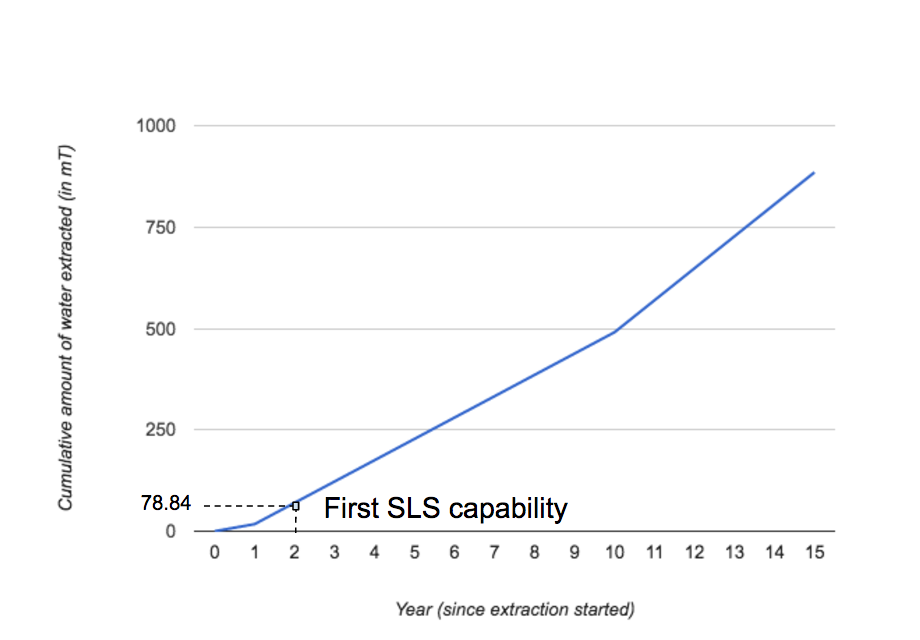 Cumulative amount of water extracted (in mT)
1000
750
500
250
78.84
First SLS capability
0
0 1 2 3 4 5 6 7 8 9 10 11 12 13 14 15
Year (since extraction started)